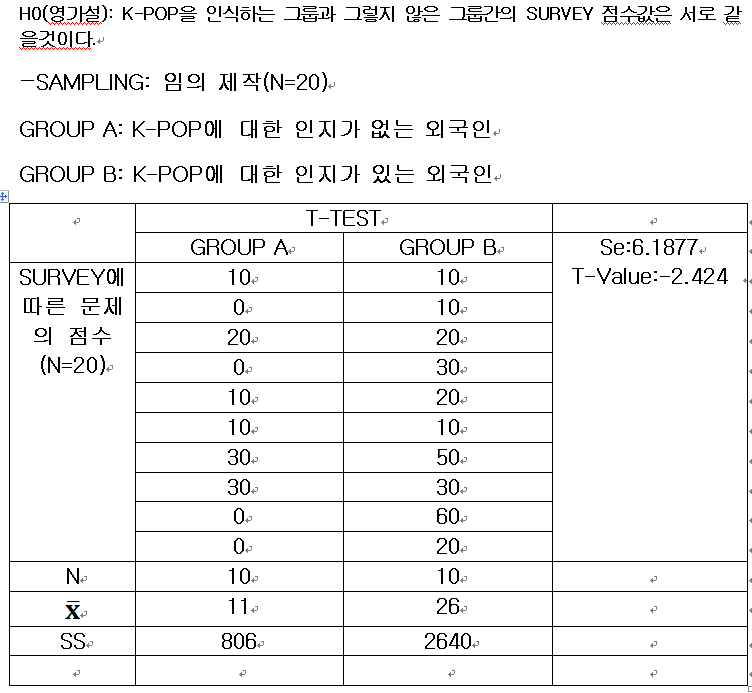 H0(영가설): K-POP을 인식하는 그룹과 그렇지 않은 그룹간의 SURVEY 점수값은 서로 같
을것이다.
-SAMPLING: 임의 제작(N=20)
GROUP A: K-POP에 대한 인지가 없는 외국인
GROUP B: K-POP에 대한 인지가 있는 외국인
T-TEST
GROUP A GROUP B Se:6.1877
T-Value:-2.424
SURVEY에
따른 문제
의 점수
(N=20)
10 10
0 10
20 20
0 30
10 20
10 10
30 50
30 30
0 60
0 20
N 10 10
x̄ 11 26
SS 806 2640